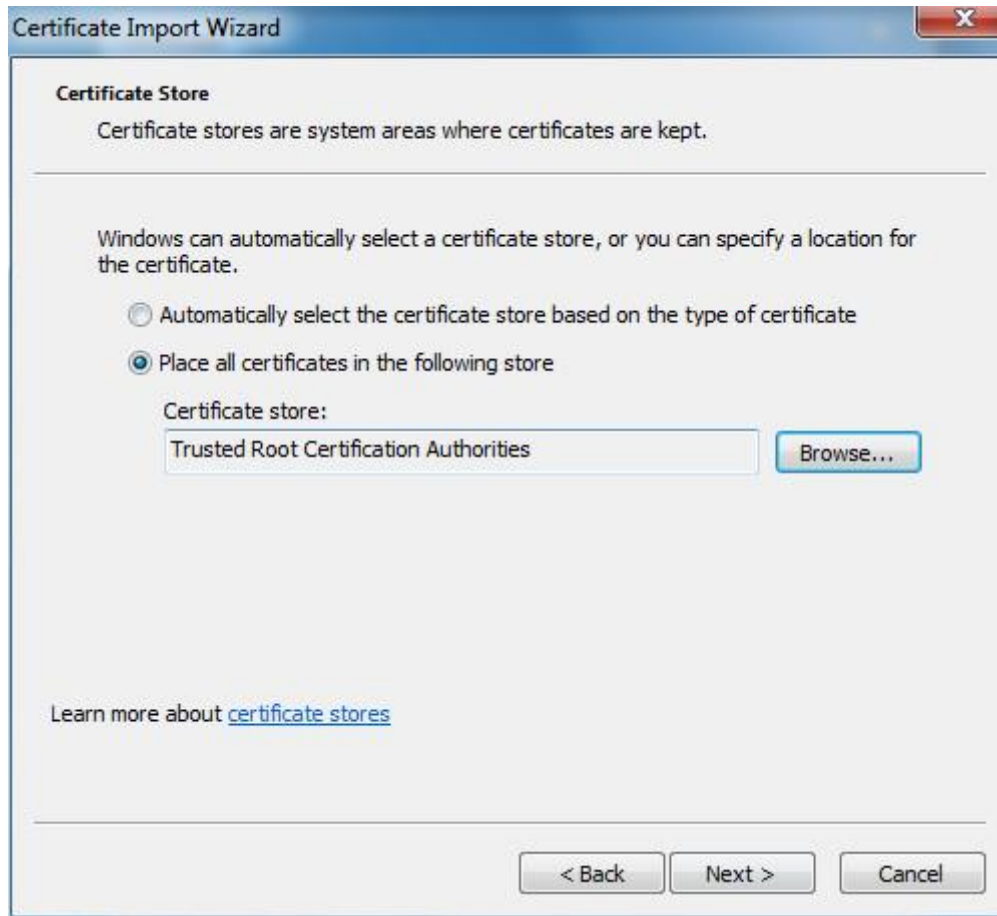 Certificate Import Wizard
X
Certificate Store
Certificate stores are system areas where certificates are kept.
Windows can automatically select a certificate store, or you can specify a location for
the certificate.
Automatically select the certificate store based on the type of certificate
Place all certificates in the following store
Certificate store:
Trusted Root Certification Authorities
Browse...
Learn more about certificate stores
< Back
Next >
Cancel